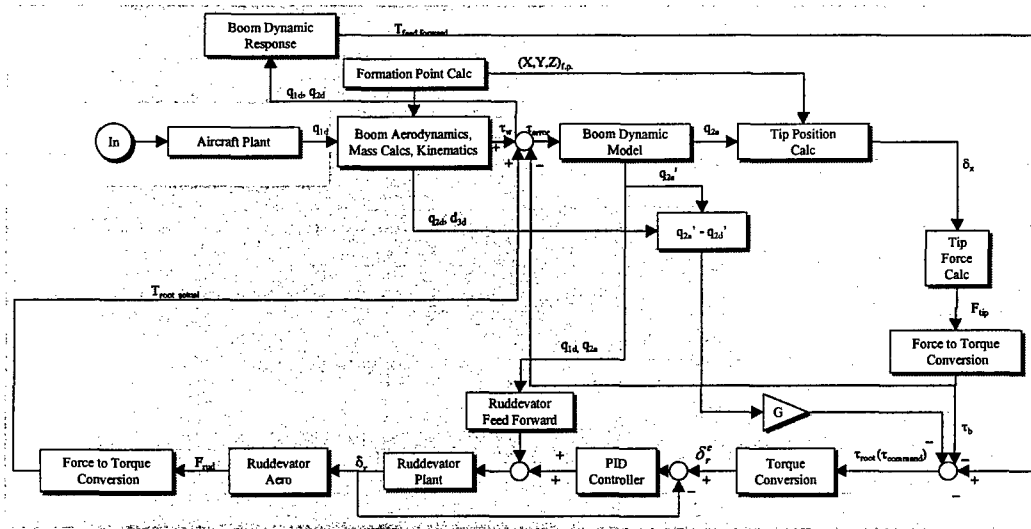 Boom Dynamic
Response
T_feed forward
Formation Point Calc
(X,Y,Z)_f.p.
q_1d, q_2d
In
Aircraft Plant
q_1d
Boom Aerodynamics,
Mass Calcs, Kinematics
τ_w
+
+
τ_error
-
Boom Dynamic
Model
q_2a
Tip Position
Calc
δ_x
q_2a'
q_2d, d_3d
q_2a' - q_2d'
Tip
Force
Calc
T_root actual
F_tip
q_1d, q_2a
Force to Torque
Conversion
Ruddevator
Feed Forward
G
τ_b
Force to Torque
Conversion
F_rud
Ruddevator
Aero
δ_r
Ruddevator
Plant
+
+
PID
Controller
δ_r^c
+
-
Torque
Conversion
τ_root (τ_command)
-
-
-